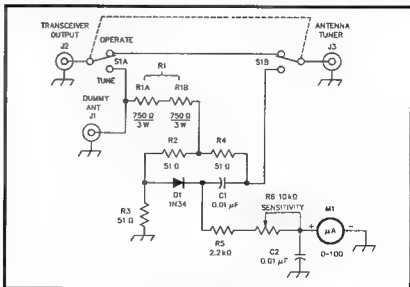 TRANSCEIVER
OUTPUT
J2
OPERATE
S1A
TUNE
S1B
ANTENNA
TUNER
J3
DUMMY
ANT
J1
R1
R1A
R1B
750 Ω
3 W
750 Ω
3 W
R2
51 Ω
R4
51 Ω
D1
1N34
C1
0.01 µF
R3
51 Ω
R5
2.2 kΩ
R6 10 kΩ
SENSITIVITY
C2
0.01 µF
M1
+
µA
-
0-100